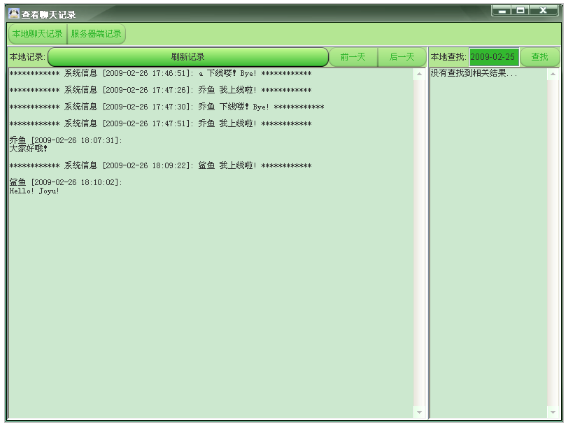 查看聊天记录
本地聊天记录 服务器端记录
本地记录: 刷新记录 前一天 后一天 本地查找: 2009-02-25 查找
************ 系统信息 [2009-02-26 17:46:51]: a 下线喽! Bye! ************
************ 系统信息 [2009-02-26 17:47:26]: 乔鱼 我上线啦! ************
************ 系统信息 [2009-02-26 17:47:30]: 乔鱼 下线喽! Bye! ************
************ 系统信息 [2009-02-26 17:47:51]: 乔鱼 我上线啦! ************
乔鱼 [2009-02-26 18:07:31]:
大家好哦!
************ 系统信息 [2009-02-26 18:09:22]: 鲨鱼 我上线啦! ************
鲨鱼 [2009-02-26 18:10:02]:
Hello! Joyu!
没有查找到相关结果...